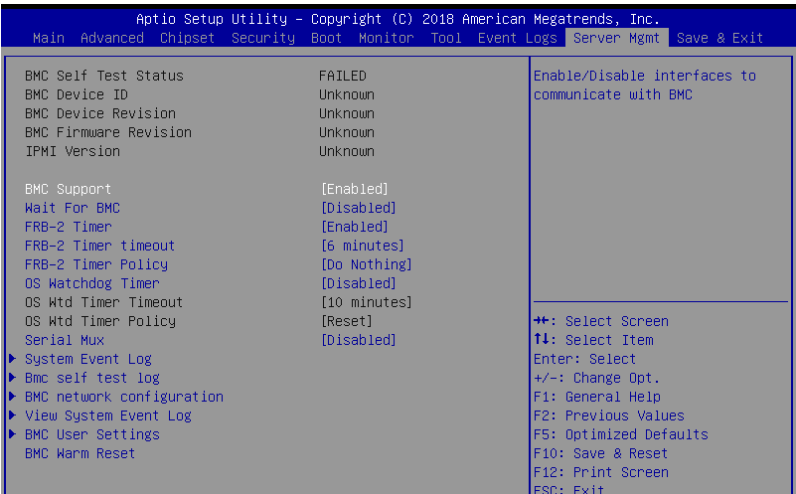 Aptio Setup Utility – Copyright (C) 2018 American Megatrends, Inc.
Main Advanced Chipset Security Boot Monitor Tool Event Logs Server Mgmt Save & Exit
BMC Self Test Status FAILED
BMC Device ID Unknown
BMC Device Revision Unknown
BMC Firmware Revision Unknown
IPMI Version Unknown
BMC Support [Enabled]
Wait For BMC [Disabled]
FRB-2 Timer [Enabled]
FRB-2 Timer timeout [6 minutes]
FRB-2 Timer Policy [Do Nothing]
OS Watchdog Timer [Disabled]
OS Wtd Timer Timeout [10 minutes]
OS Wtd Timer Policy [Reset]
Serial Mux [Disabled]
System Event Log
Bmc self test log
BMC network configuration
View System Event Log
BMC User Settings
BMC Warm Reset
Enable/Disable interfaces to
communicate with BMC
→←: Select Screen
↑↓: Select Item
Enter: Select
+/-: Change Opt.
F1: General Help
F2: Previous Values
F5: Optimized Defaults
F10: Save & Reset
F12: Print Screen
ESC: Exit